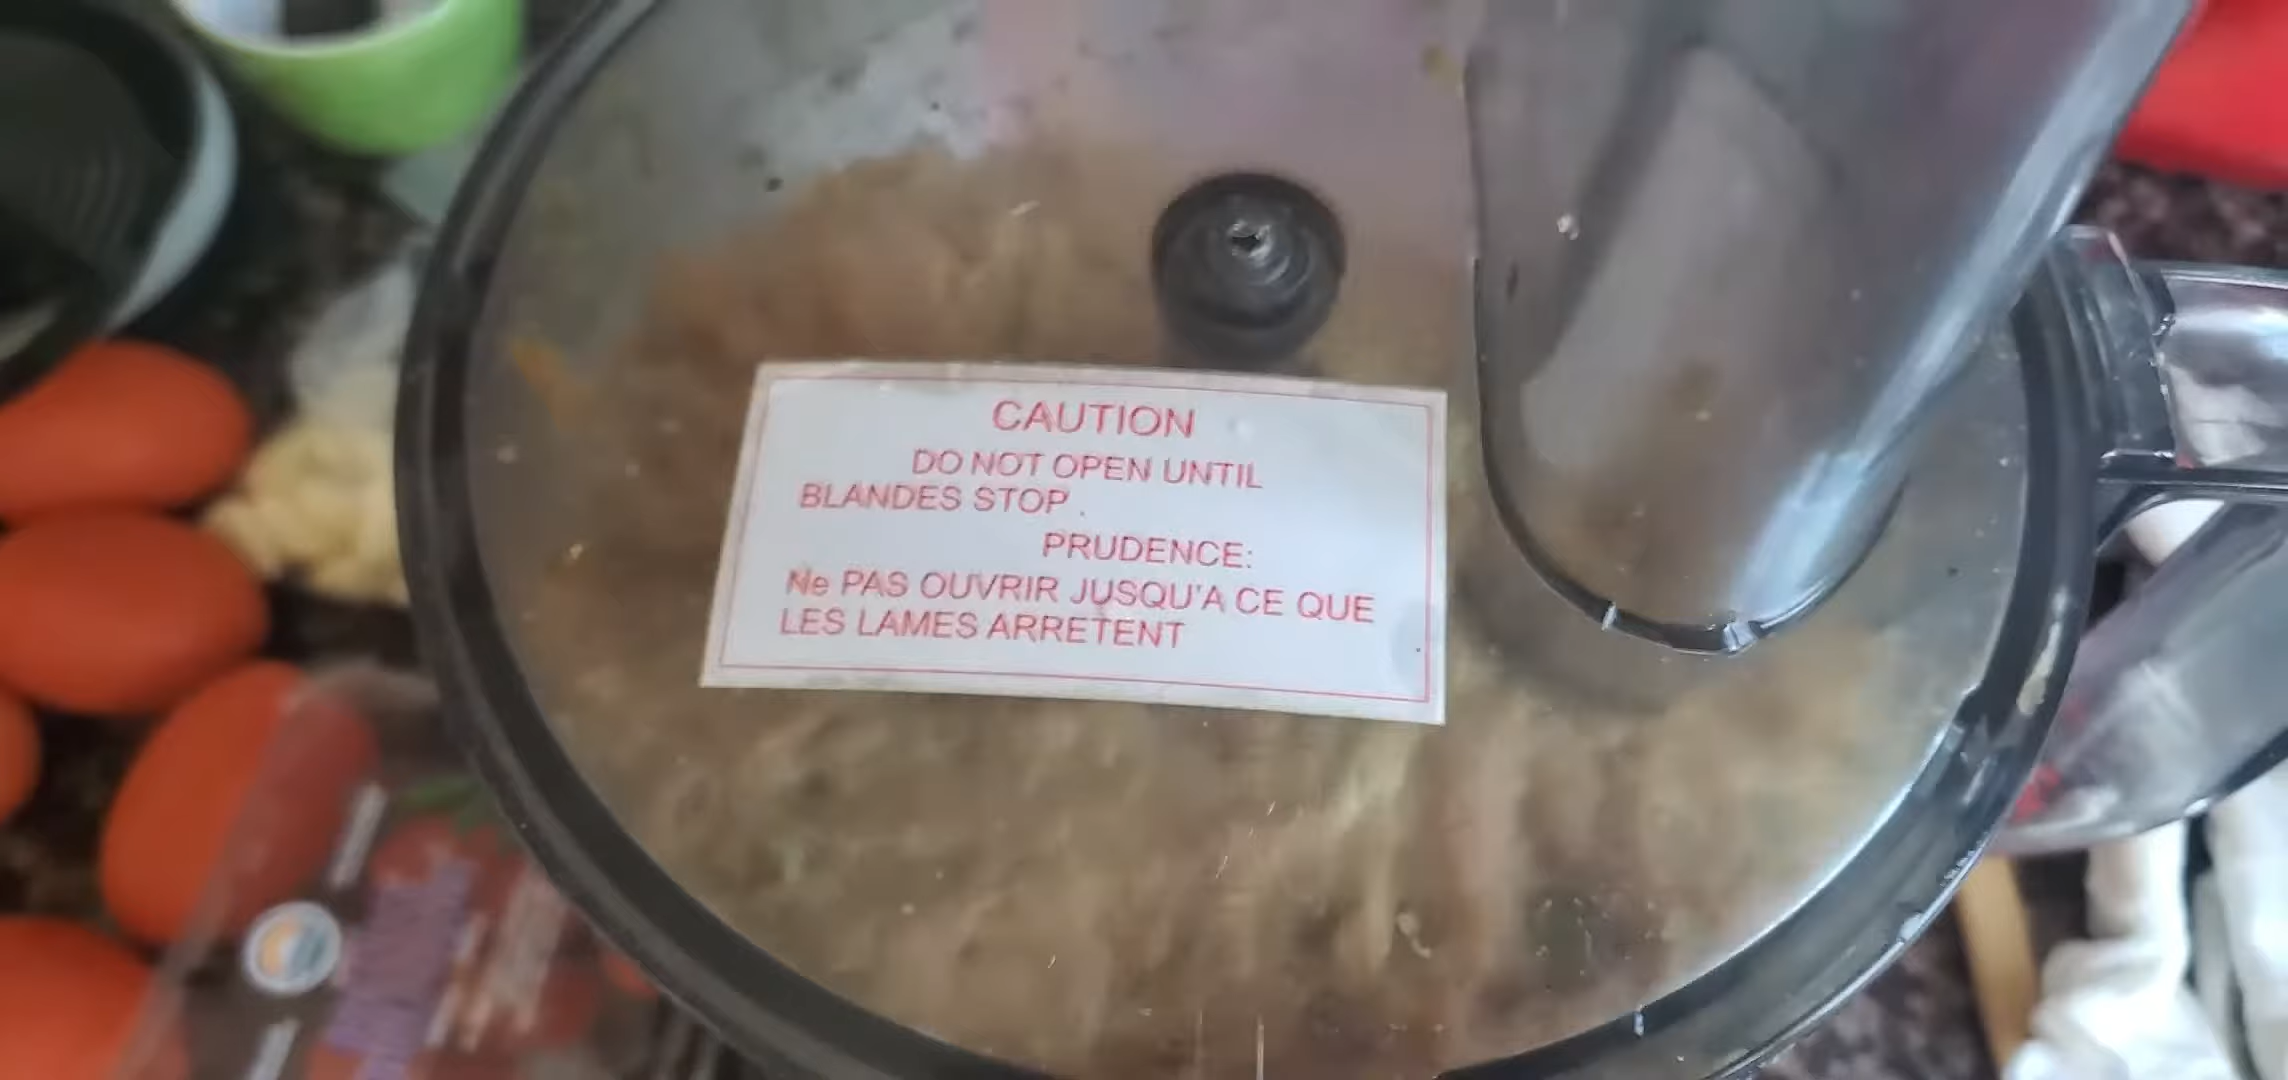 CAUTION
DO NOT OPEN UNTIL
BLANDES STOP .
PRUDENCE:
Ne PAS OUVRIR JUSQU'A CE QUE
LES LAMES ARRETENT